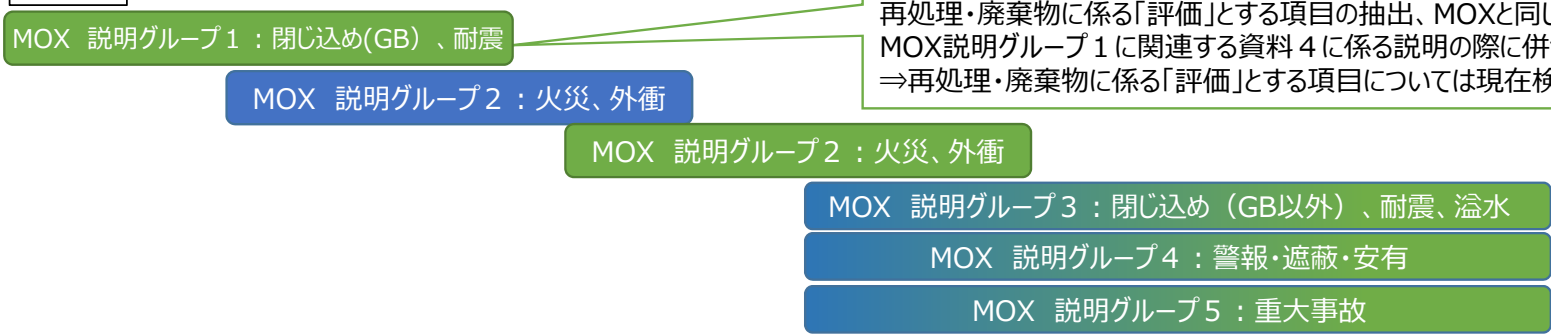 再処理・廃棄物に係る「評価」とする項目の抽出、MOXと同じ
MOX説明グループ１に関連する資料４に係る説明の際に併
⇒再処理・廃棄物に係る「評価」とする項目については現在検
MOX 説明グループ１：閉じ込め(GB）、耐震
MOX 説明グループ２：火災、外衝
MOX 説明グループ２：火災、外衝
MOX 説明グループ３：閉じ込め（GB以外）、耐震、溢水
MOX 説明グループ４：警報・遮蔽・安有
MOX 説明グループ５：重大事故